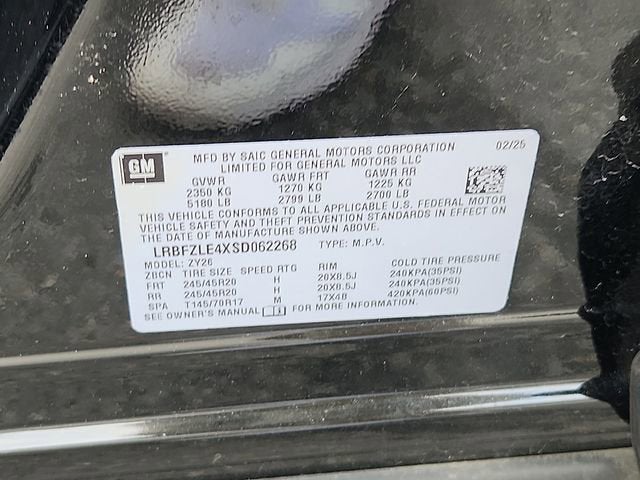 GM
MFD BY SAIC GENERAL MOTORS CORPORATION 02/25
LIMITED FOR GENERAL MOTORS LLC
GVWR GAWR FRT GAWR RR
2350 KG 1270 KG 1225 KG
5180 LB 2799 LB 2700 LB
THIS VEHICLE CONFORMS TO ALL APPLICABLE U.S. FEDERAL MOTOR
VEHICLE SAFETY AND THEFT PREVENTION STANDARDS IN EFFECT ON
THE DATE OF MANUFACTURE SHOWN ABOVE.
LRBFZLE4XSD062268 TYPE: M.P.V.
MODEL: ZY26
ZBCN TIRE SIZE SPEED RTG RIM COLD TIRE PRESSURE
FRT 245/45R20 H 20X8.5J 240KPA(35PSI)
RR 245/45R20 H 20X8.5J 240KPA(35PSI)
SPA T145/70R17 M 17X4B 420KPA(60PSI)
SEE OWNER'S MANUAL FOR MORE INFORMATION